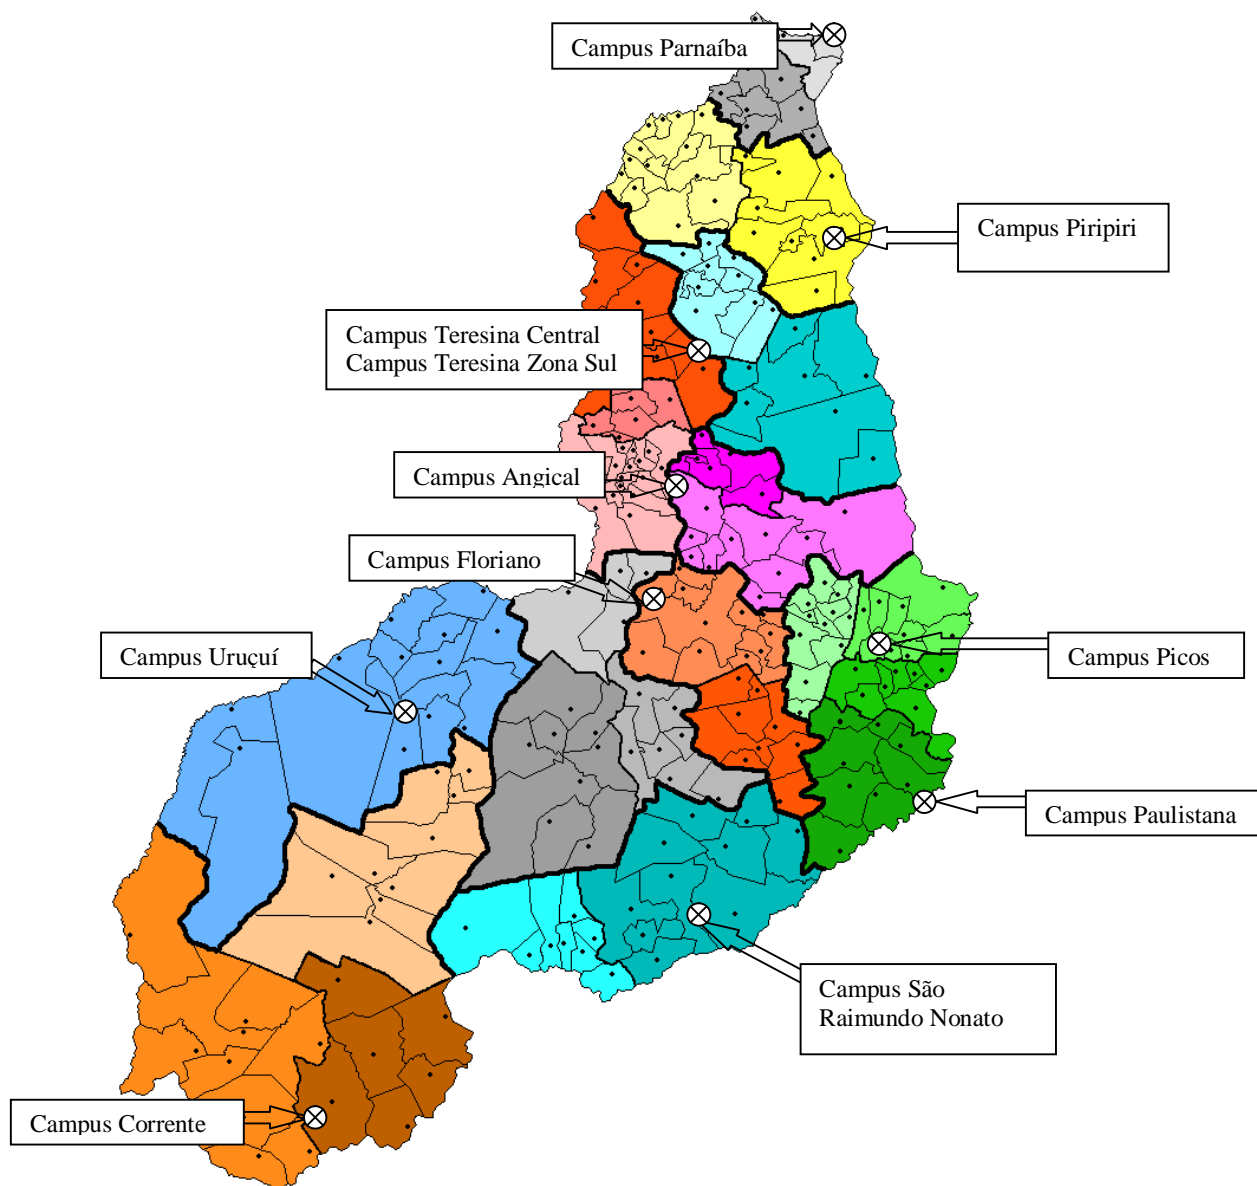 Campus Parnaíba
Campus Piripiri
Campus Teresina Central
Campus Teresina Zona Sul
Campus Angical
Campus Floriano
Campus Uruçuí
Campus Picos
Campus Paulistana
Campus São
Raimundo Nonato
Campus Corrente